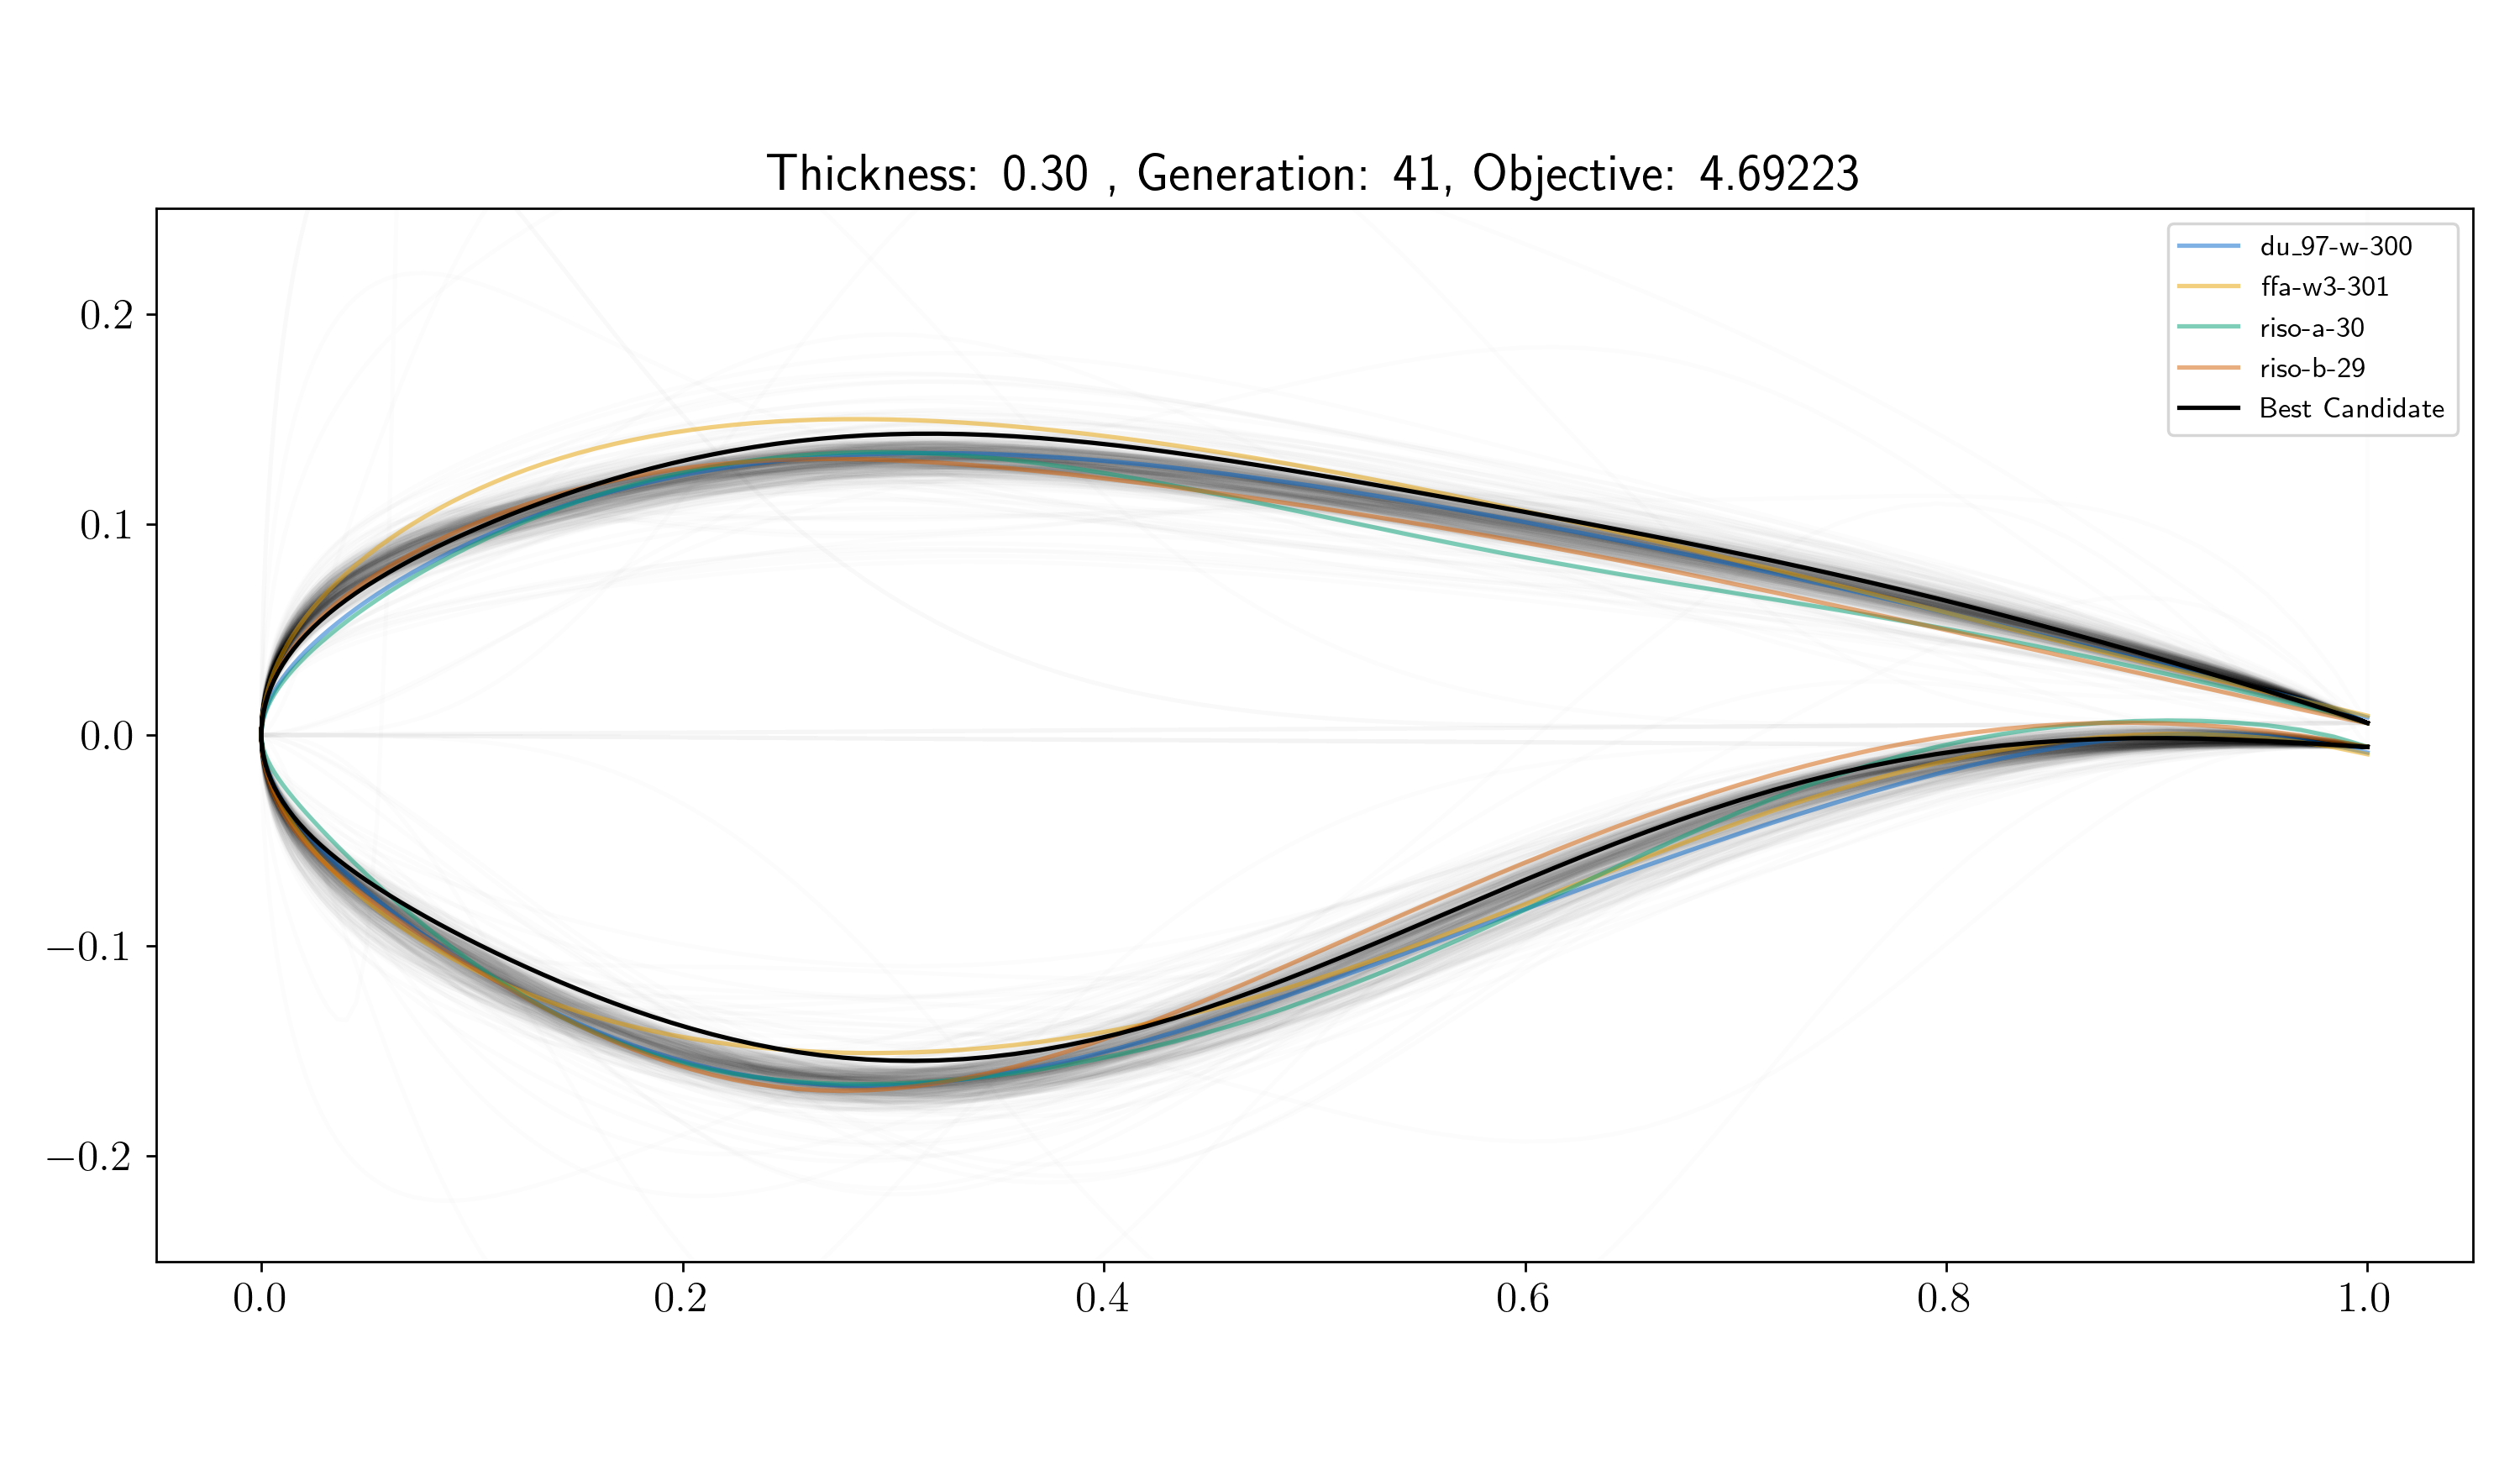 Thickness: 0.30 , Generation: 41, Objective: 4.69223
du_97-w-300
ffa-w3-301
riso-a-30
riso-b-29
Best Candidate
0.2
0.1
0.0
−0.1
−0.2
0.0 0.2 0.4 0.6 0.8 1.0